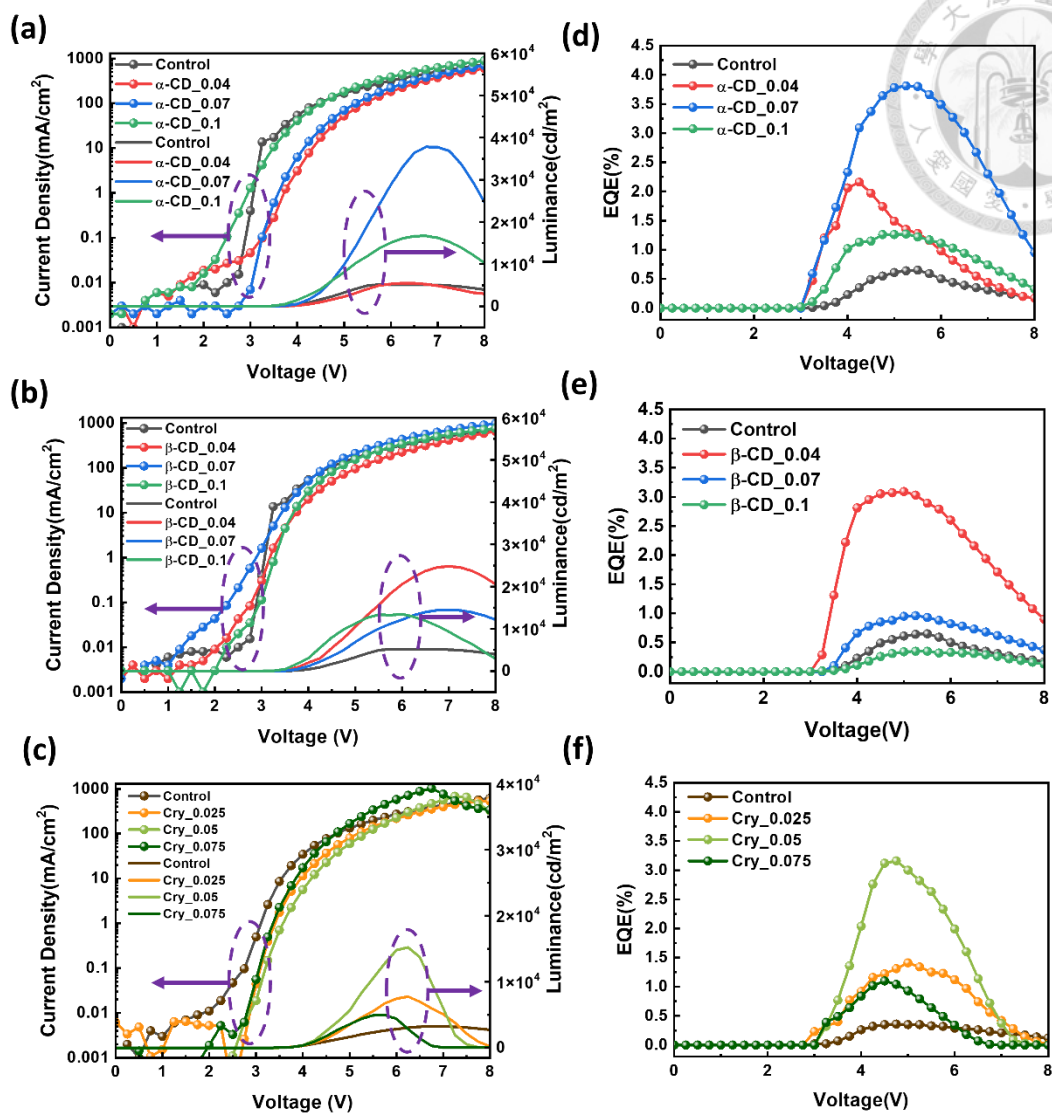 (a)
1000
100
10
1
0.1
0.01
0.001
Current Density(mA/cm²)
Control
α-CD_0.04
α-CD_0.07
α-CD_0.1
Control
α-CD_0.04
α-CD_0.07
α-CD_0.1
6×10⁴
5×10⁴
4×10⁴
3×10⁴
2×10⁴
1×10⁴
0
Luminance(cd/m²)
0 1 2 3 4 5 6 7 8
Voltage (V)
(d)
4.5
4.0
3.5
3.0
2.5
2.0
1.5
1.0
0.5
0.0
EQE(%)
Control
α-CD_0.04
α-CD_0.07
α-CD_0.1
0 2 4 6 8
Voltage(V)
學 大 灣
人 愛 國 愛 學
(b)
1000
100
10
1
0.1
0.01
0.001
Current Density(mA/cm²)
Control
β-CD_0.04
β-CD_0.07
β-CD_0.1
Control
β-CD_0.04
β-CD_0.07
β-CD_0.1
6×10⁴
5×10⁴
4×10⁴
3×10⁴
2×10⁴
1×10⁴
0
Luminance(cd/m²)
0 1 2 3 4 5 6 7 8
Voltage (V)
(e)
4.5
4.0
3.5
3.0
2.5
2.0
1.5
1.0
0.5
0.0
EQE(%)
Control
β-CD_0.04
β-CD_0.07
β-CD_0.1
0 2 4 6 8
Voltage(V)
(c)
1000
100
10
1
0.1
0.01
0.001
Current Density(mA/cm²)
Control
Cry_0.025
Cry_0.05
Cry_0.075
Control
Cry_0.025
Cry_0.05
Cry_0.075
4×10⁴
3×10⁴
2×10⁴
1×10⁴
0
Luminance(cd/m²)
0 1 2 3 4 5 6 7 8
Voltage (V)
(f)
4.5
4.0
3.5
3.0
2.5
2.0
1.5
1.0
0.5
0.0
EQE(%)
Control
Cry_0.025
Cry_0.05
Cry_0.075
0 2 4 6 8
Voltage(V)